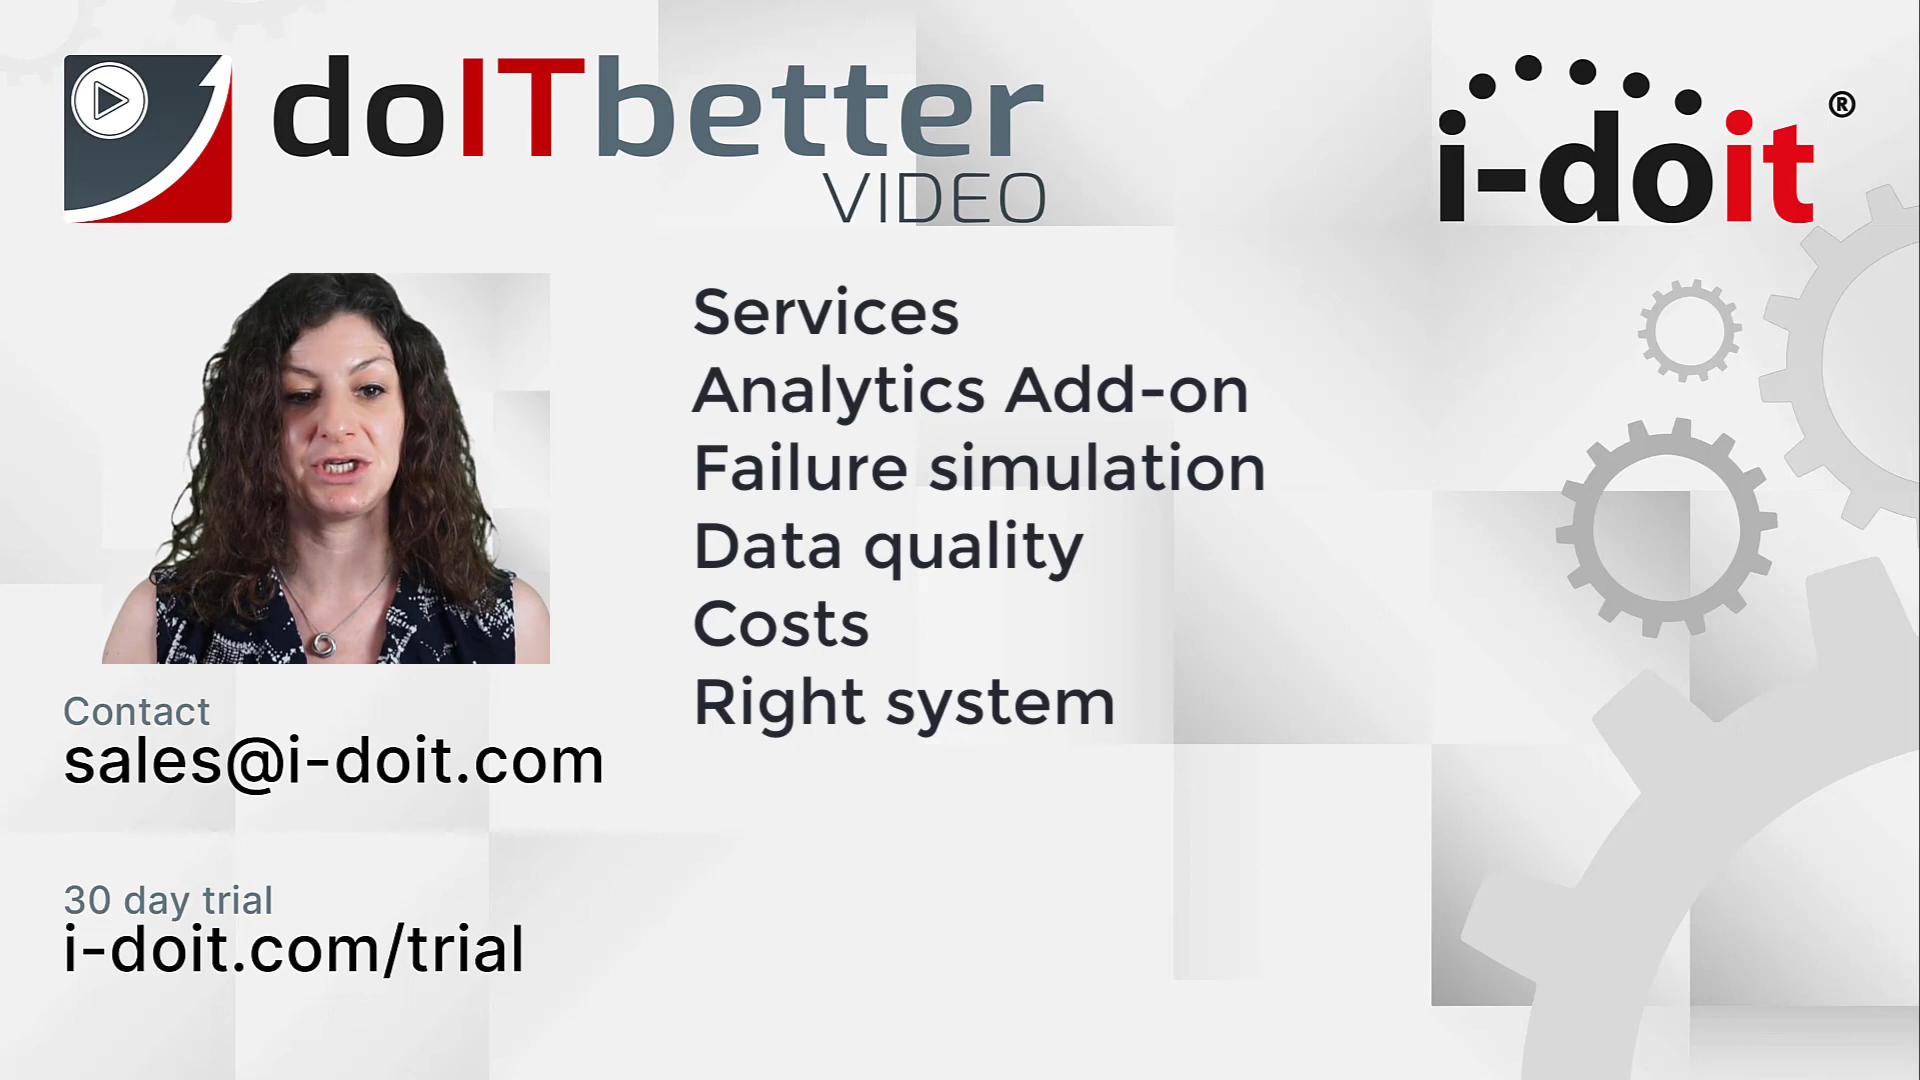 doITbetter
VIDEO
i-doit®
Services
Analytics Add-on
Failure simulation
Data quality
Costs
Right system
Contact
sales@i-doit.com
30 day trial
i-doit.com/trial